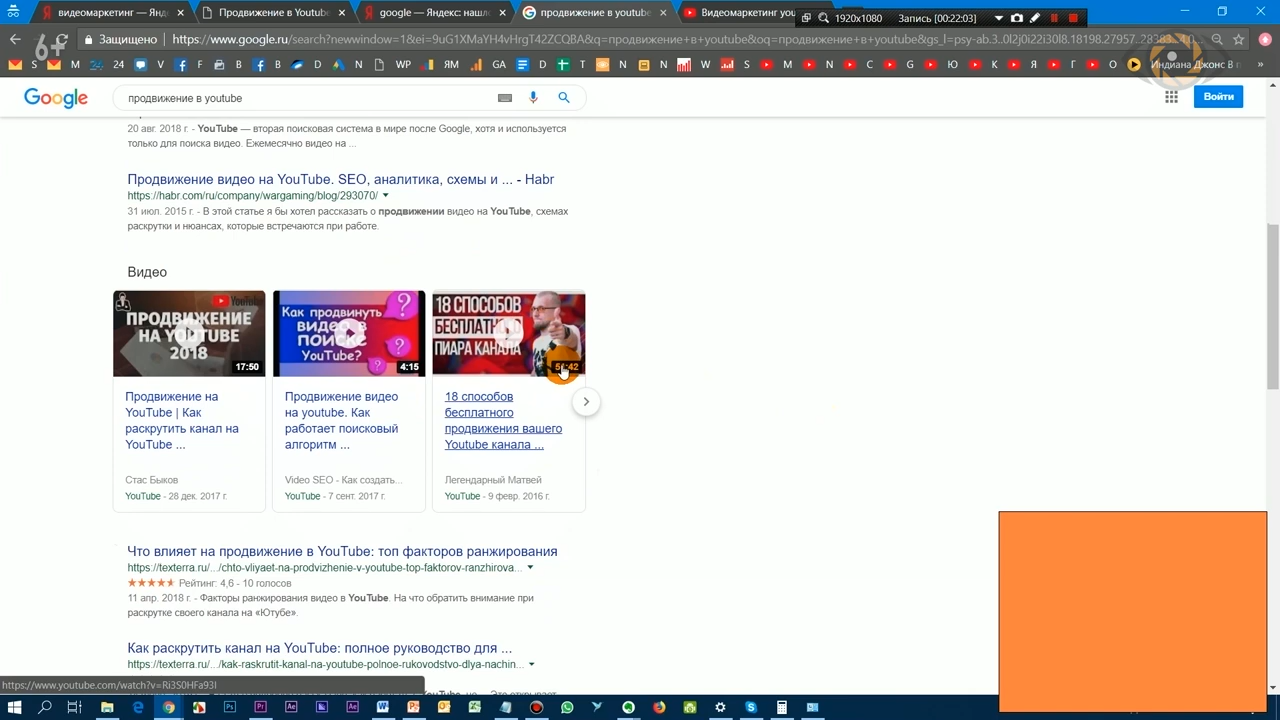 видеомаркетинг — Яндекс
Продвижение в Youtube
google — Яндекс: нашл
продвижение в youtube
Видеомаркетинг you
1920x1080
Запись [00:22:03]
6+
Защищено
https://www.google.ru/search?newwindow=1&ei=9uG1XMaYH4vHrgT42ZCQBA&q=продвижение+в+youtube&oq=продвижение+в+youtube&gs_l=psy-ab.3..0l2j0i22i30l8.18198.27957..28383
Индиана Джонс В
Google
продвижение в youtube
Войти
20 авг. 2018 г. - YouTube — вторая поисковая система в мире после Google, хотя и используется
только для поиска видео. Ежемесячно видео на ...
Продвижение видео на YouTube. SEO, аналитика, схемы и ... - Habr
https://habr.com/ru/company/wargaming/blog/293070/
31 июл. 2015 г. - В этой статье я бы хотел рассказать о продвижении видео на YouTube, схемах
раскрутки и нюансах, которые встречаются при работе.
Видео
YouTube
ПРОДВИЖЕНИЕ
НА YOUTUBE
2018
17:50
Как продвинуть
видео в
поиске
YouTube?
4:15
18 СПОСОБОВ
БЕСПЛАТНОГО
ПИАРА КАНАЛА
Продвижение на
YouTube | Как
раскрутить канал на
YouTube ...
Стас Быков
YouTube - 28 дек. 2017 г.
Продвижение видео
на youtube. Как
работает поисковый
алгоритм ...
Video SEO - Как создать...
YouTube - 7 сент. 2017 г.
18 способов
бесплатного
продвижения вашего
Youtube канала ...
Легендарный Матвей
YouTube - 9 февр. 2016 г.
Что влияет на продвижение в YouTube: топ факторов ранжирования
https://texterra.ru/.../chto-vliyaet-na-prodvizhenie-v-youtube-top-faktorov-ranzhirova...
Рейтинг: 4,6 - 10 голосов
11 апр. 2018 г. - Факторы ранжирования видео в YouTube. На что обратить внимание при
раскрутке своего канала на «Ютубе».
Как раскрутить канал на YouTube: полное руководство для ...
https://texterra.ru/.../kak-raskrutit-kanal-na-youtube-polnoe-rukovodstvo-dlya-nachin...
https://www.youtube.com/watch?v=Ri3S0HFa93I